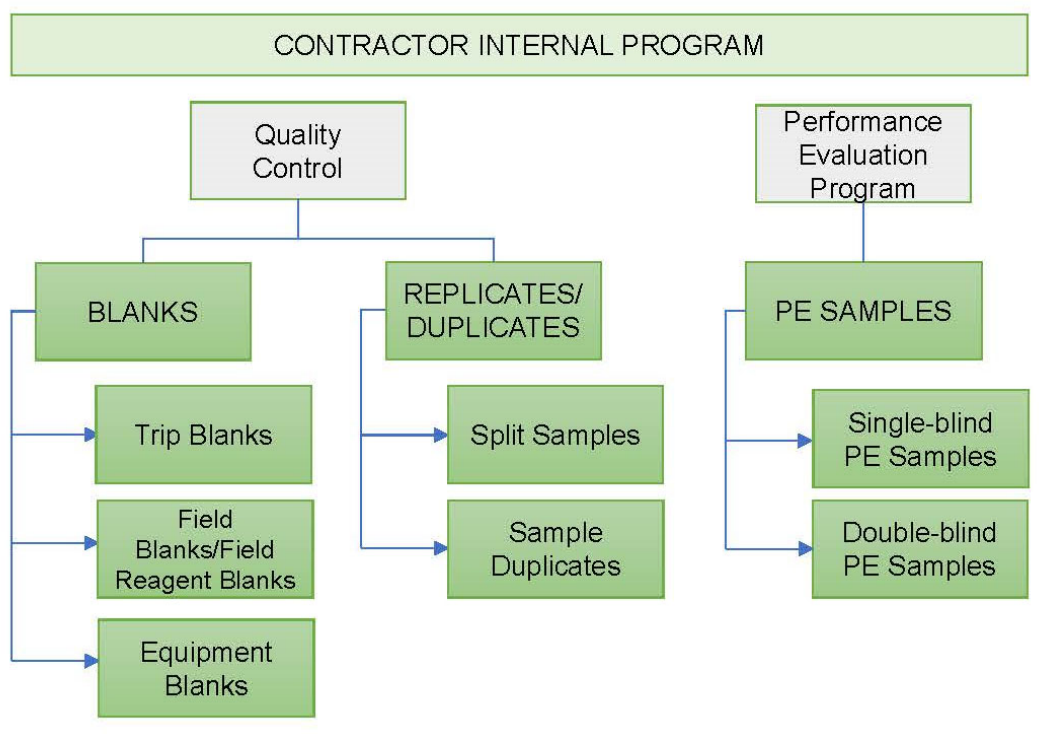 CONTRACTOR INTERNAL PROGRAM
Quality
Control
Performance
Evaluation
Program
BLANKS
REPLICATES/
DUPLICATES
PE SAMPLES
Trip Blanks
Split Samples
Single-blind
PE Samples
Field
Blanks/Field
Reagent Blanks
Sample
Duplicates
Double-blind
PE Samples
Equipment
Blanks